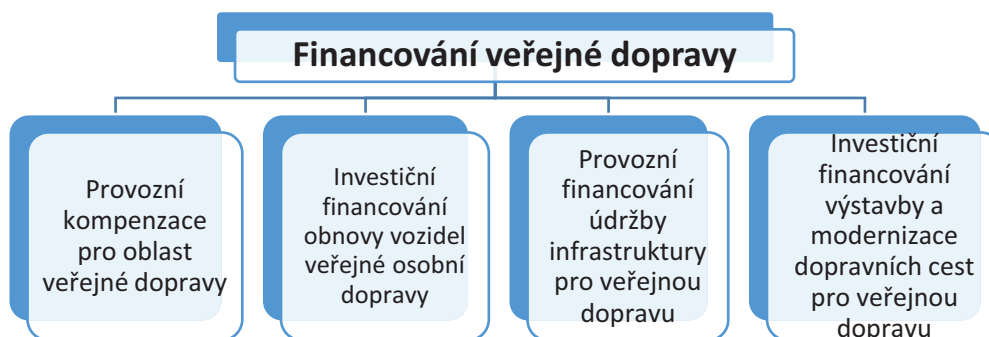 Financování veřejné dopravy
Provozní
kompenzace
pro oblast
veřejné dopravy
Investiční
financování
obnovy vozidel
veřejné osobní
dopravy
Provozní
financování
údržby
infrastruktury
pro veřejnou
dopravu
Investiční
financování
výstavby a
modernizace
dopravních cest
pro veřejnou
dopravu